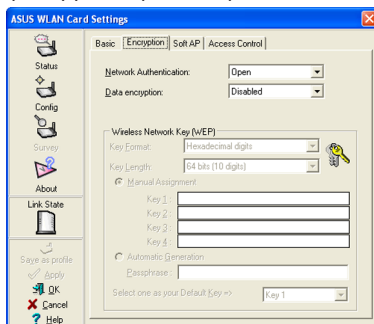 ASUS WLAN Card Settings
Status
Config
Survey
About
Link State
Save as profile
Apply
OK
Cancel
Help
Basic Encryption Soft AP Access Control
Network Authentication: Open
Data encryption: Disabled
Wireless Network Key (WEP)
Key Format: Hexadecimal digits
Key Length: 64 bits (10 digits)
Manual Assignment
Key 1 :
Key 2 :
Key 3 :
Key 4 :
Automatic Generation
Passphrase :
Select one as your Default Key => Key 1